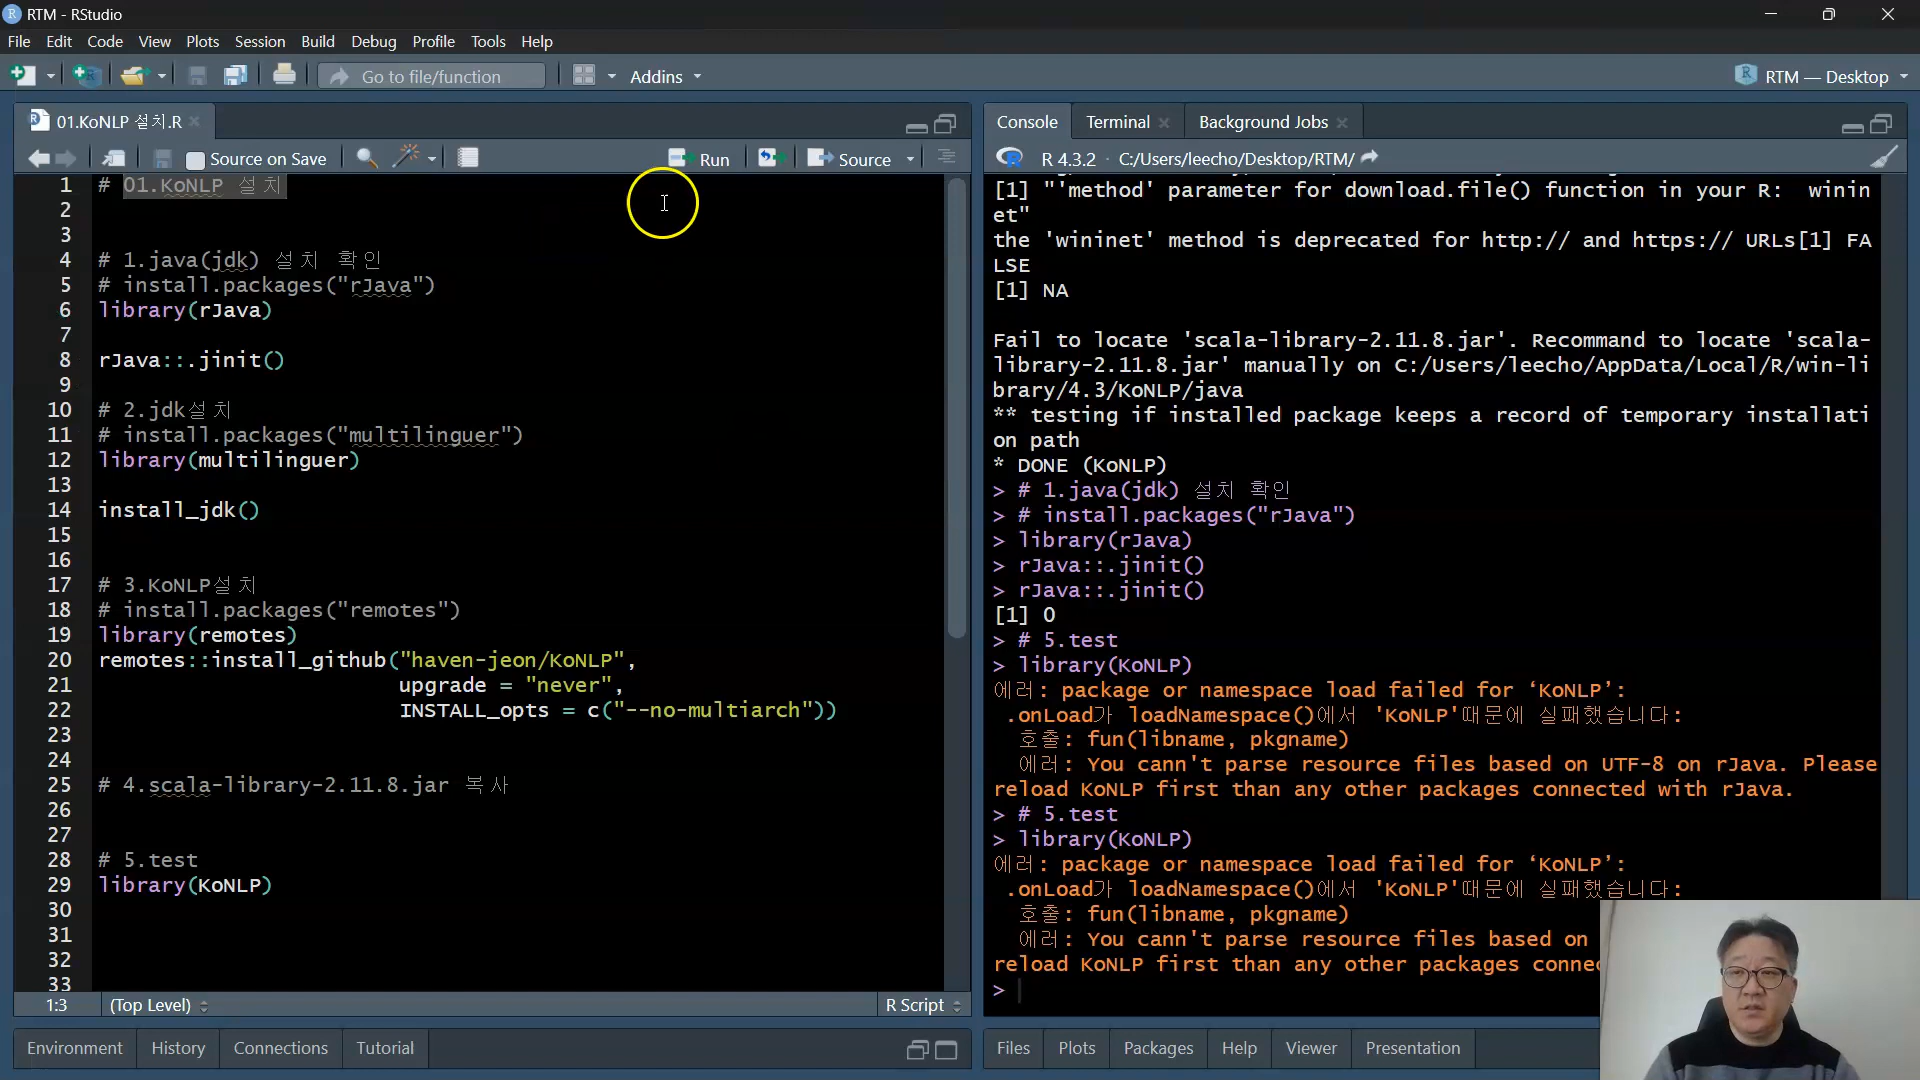 RTM - RStudio
File Edit Code View Plots Session Build Debug Profile Tools Help
Go to file/function Addins RTM — Desktop
01.KoNLP 설치.R
Source on Save Run Source
1 # 01.KoNLP 설치
2
3
4 # 1.java(jdk) 설치 확인
5 # install.packages("rJava")
6 library(rJava)
7
8 rJava::.jinit()
9
10 # 2.jdk설치
11 # install.packages("multilinguer")
12 library(multilinguer)
13
14 install_jdk()
15
16
17 # 3.KoNLP설치
18 # install.packages("remotes")
19 library(remotes)
20 remotes::install_github("haven-jeon/KoNLP",
21 upgrade = "never",
22 INSTALL_opts = c("--no-multiarch"))
23
24
25 # 4.scala-library-2.11.8.jar 복사
26
27
28 # 5.test
29 library(KoNLP)
30
31
32
33
1:3 (Top Level) R Script
Environment History Connections Tutorial
Console Terminal Background Jobs
R 4.3.2 · C:/Users/leecho/Desktop/RTM/
[1] "'method' parameter for download.file() function in your R:  winin
et"
the 'wininet' method is deprecated for http:// and https:// URLs[1] FA
LSE
[1] NA
Fail to locate 'scala-library-2.11.8.jar'. Recommand to locate 'scala-
library-2.11.8.jar' manually on C:/Users/leecho/AppData/Local/R/win-li
brary/4.3/KoNLP/java
** testing if installed package keeps a record of temporary installati
on path
* DONE (KoNLP)
> # 1.java(jdk) 설치 확인
> # install.packages("rJava")
> library(rJava)
> rJava::.jinit()
> rJava::.jinit()
[1] 0
> # 5.test
> library(KoNLP)
에러: package or namespace load failed for ‘KoNLP’:
.onLoad가 loadNamespace()에서 'KoNLP'때문에 실패했습니다:
호출: fun(libname, pkgname)
에러: You cann't parse resource files based on UTF-8 on rJava. Please
reload KoNLP first than any other packages connected with rJava.
> # 5.test
> library(KoNLP)
에러: package or namespace load failed for ‘KoNLP’:
.onLoad가 loadNamespace()에서 'KoNLP'때문에 실패했습니다:
호출: fun(libname, pkgname)
에러: You cann't parse resource files based on
reload KoNLP first than any other packages
>
Files Plots Packages Help Viewer Presentation